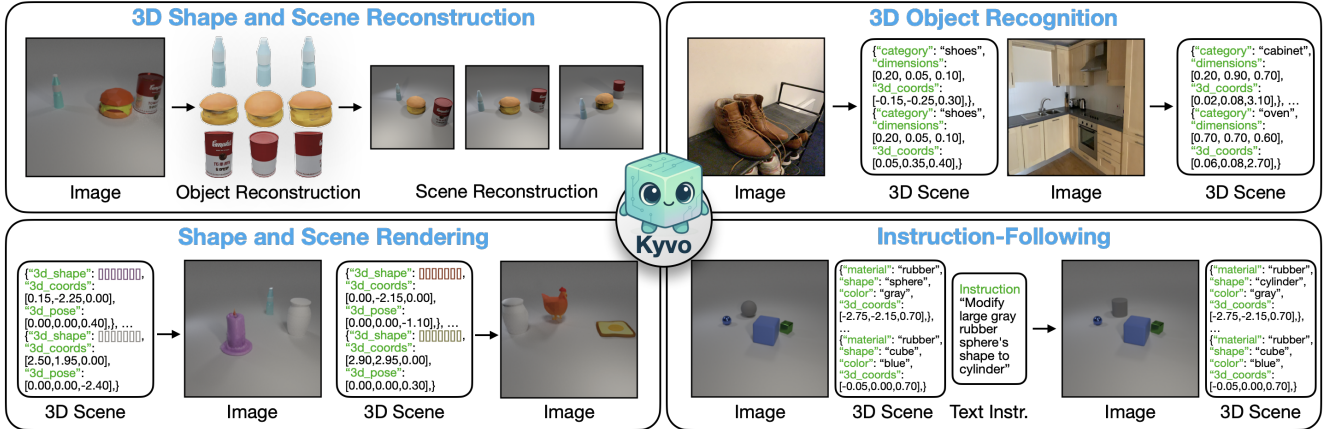 3D Shape and Scene Reconstruction
Image
Object Reconstruction
Scene Reconstruction
3D Object Recognition
Image
{“category”: “shoes”,
“dimensions”:
[0.20, 0.05, 0.10],
“3d_coords”:
[-0.15,-0.25,0.30],},
{“category”: “shoes”,
“dimensions”:
[0.20, 0.05, 0.10],
“3d_coords”:
[0.05,0.35,0.40],}
3D Scene
Image
{“category”: “cabinet”,
“dimensions”:
[0.20, 0.90, 0.70],
“3d_coords”:
[0.02,0.08,3.10],}, ...
{“category”: “oven”,
“dimensions”:
[0.70, 0.70, 0.60],
“3d_coords”:
[0.06,0.08,2.70],}
3D Scene
Kyvo
Shape and Scene Rendering
{“3d_shape”: ▯▯▯▯▯▯▯,
“3d_coords”:
[0.15,-2.25,0.00],
“3d_pose”:
[0.00,0.00,0.40],}, ...
{“3d_shape”: ▯▯▯▯▯▯▯,
“3d_coords”:
[2.50,1.95,0.00],
“3d_pose”:
[0.00,0.00,-2.40],}
3D Scene
Image
{“3d_shape”: ▯▯▯▯▯▯▯,
“3d_coords”:
[0.00,-2.15,0.00],
“3d_pose”:
[0.00,0.00,-1.10],}, ...
{“3d_shape”: ▯▯▯▯▯▯▯,
“3d_coords”:
[2.90,2.95,0.00],
“3d_pose”:
[0.00,0.00,0.30],}
3D Scene
Image
Instruction-Following
Image
{“material”: “rubber”,
“shape”: “sphere”,
“color”: “gray”,
“3d_coords”:
[-2.75,-2.15,0.70],},
...
{“material”: “rubber”,
“shape”: “cube”,
“color”: “blue”,
“3d_coords”:
[-0.05,0.00,0.70],}
3D Scene
Instruction
“Modify
large gray
rubber
sphere's
shape to
cylinder”
Text Instr.
Image
{“material”: “rubber”,
“shape”: “cylinder”,
“color”: “gray”,
“3d_coords”:
[-2.75,-2.15,0.70],},
...
{“material”: “rubber”,
“shape”: “cube”,
“color”: “blue”,
“3d_coords”:
[-0.05,0.00,0.70],}
3D Scene